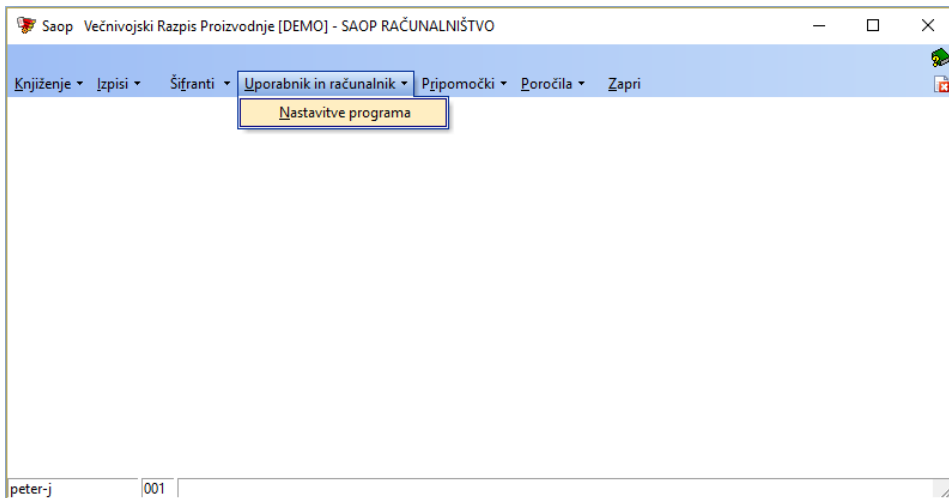 Saop Večnivojski Razpis Proizvodnje [DEMO] - SAOP RAČUNALNIŠTVO
Knjiženje Izpisi Šifranti Uporabnik in računalnik Pripomočki Poročila Zapri
Nastavitve programa
peter-j 001